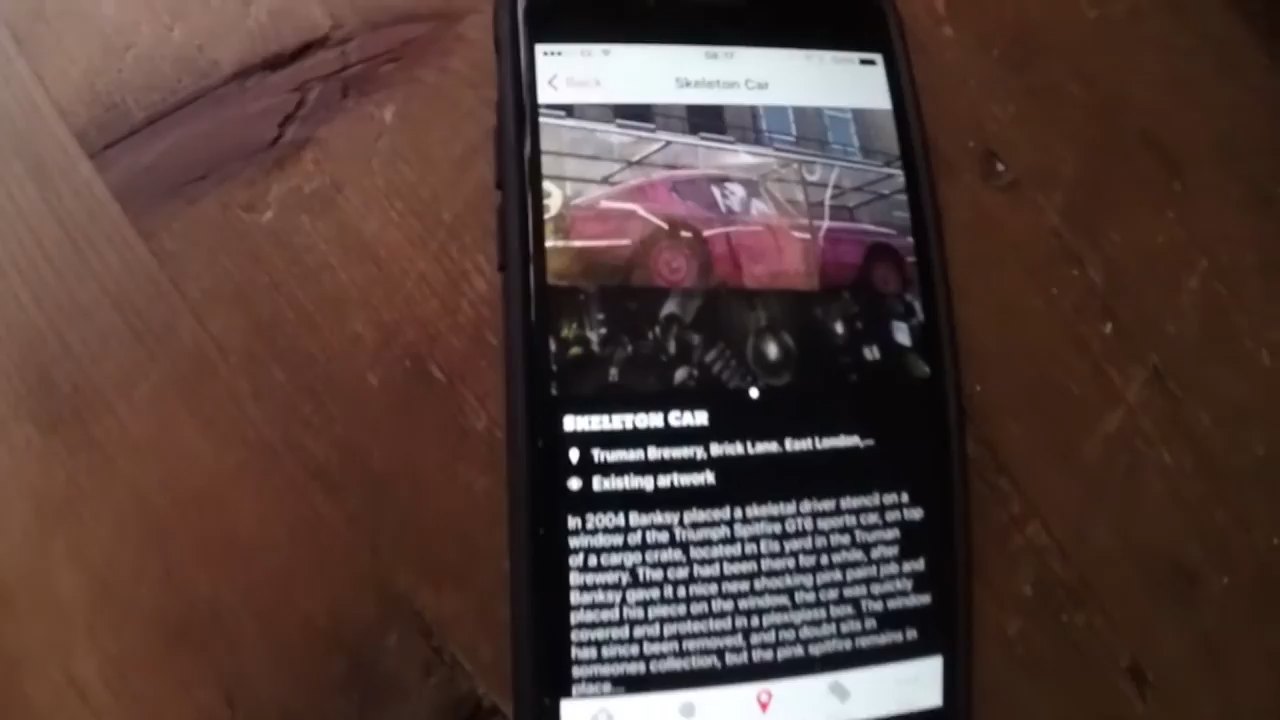 Back
Skeleton Car
SKELETON CAR
Truman Brewery, Brick Lane. East London,...
Existing artwork
In 2004 Banksy placed a skeletal driver stencil on a
window of the Triumph Spitfire GT6 sports car, on top
of a cargo crate, located in Els yard in the Truman
Brewery. The car had been there for a while, after
Banksy gave it a nice new shocking pink paint job and
placed his piece on the window, the car was quickly
covered and protected in a plexiglass box. The window
has since been removed, and no doubt sits in
someones collection, but the pink spitfire remains in
place...